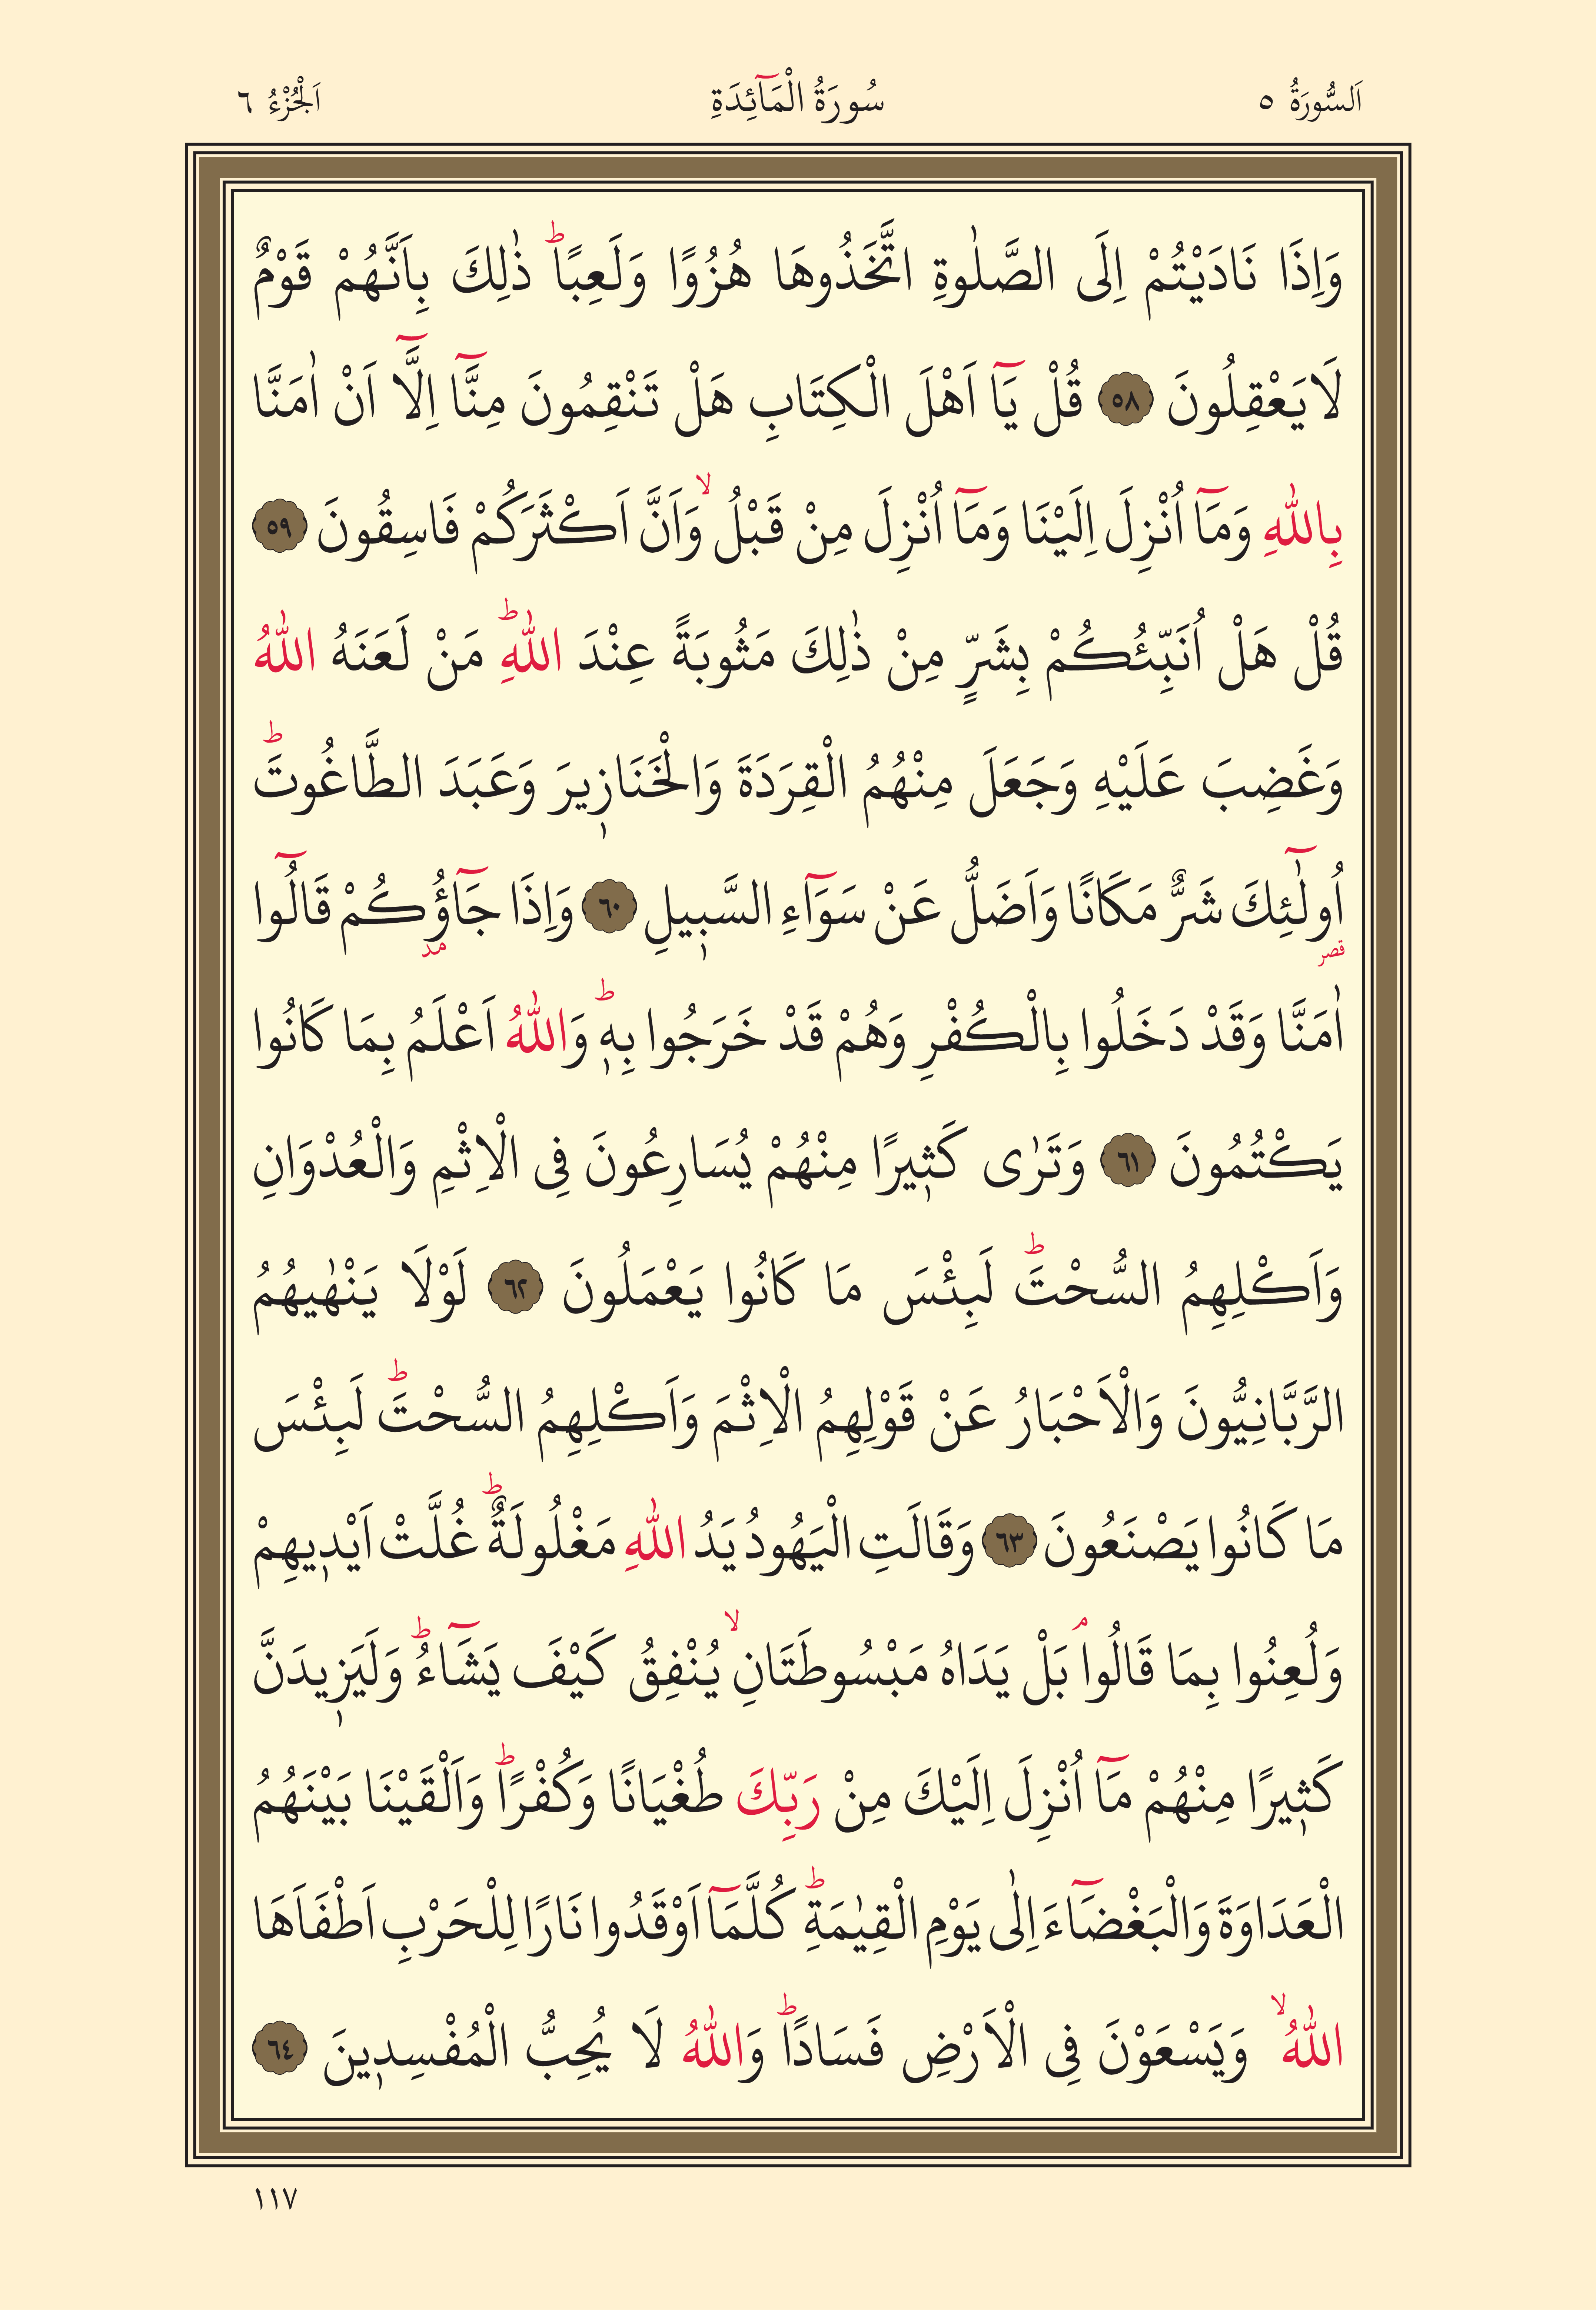 اَلسُّورَةُ ٥ سُورَةُ الْمَٓائِدَةِ اَلْجُزْءُ ٦
وَاِذَا نَادَيْتُمْ اِلَى الصَّلٰوةِ اتَّخَذُوهَا هُزُوًا وَلَعِبًاؕ ذٰلِكَ بِاَنَّهُمْ قَوْمٌ
لَا يَعْقِلُونَ ٥٨ قُلْ يَٓا اَهْلَ الْكِتَابِ هَلْ تَنْقِمُونَ مِنَّٓا اِلَّٓا اَنْ اٰمَنَّا
بِاللّٰهِ وَمَٓا اُنْزِلَ اِلَيْنَا وَمَٓا اُنْزِلَ مِنْ قَبْلُۙ وَاَنَّ اَكْثَرَكُمْ فَاسِقُونَ ٥٩
قُلْ هَلْ اُنَبِّئُكُمْ بِشَرٍّ مِنْ ذٰلِكَ مَثُوبَةً عِنْدَ اللّٰهِؕ مَنْ لَعَنَهُ اللّٰهُ
وَغَضِبَ عَلَيْهِ وَجَعَلَ مِنْهُمُ الْقِرَدَةَ وَالْخَنَازٖيرَ وَعَبَدَ الطَّاغُوتَؕ
اُو۬لٰٓئِكَ شَرٌّ مَكَانًا وَاَضَلُّ عَنْ سَوَٓاءِ السَّبٖيلِ ٦٠ وَاِذَا جَٓاؤُ۫كُمْ قَالُٓوا
اٰمَنَّا وَقَدْ دَخَلُوا بِالْكُفْرِ وَهُمْ قَدْ خَرَجُوا بِهٖؕ وَاللّٰهُ اَعْلَمُ بِمَا كَانُوا
يَكْتُمُونَ ٦١ وَتَرٰى كَثٖيرًا مِنْهُمْ يُسَارِعُونَ فِى الْاِثْمِ وَالْعُدْوَانِ
وَاَكْلِهِمُ السُّحْتَؕ لَبِئْسَ مَا كَانُوا يَعْمَلُونَ ٦٢ لَوْلَا يَنْهٰيهُمُ
الرَّبَّانِيُّونَ وَالْاَحْبَارُ عَنْ قَوْلِهِمُ الْاِثْمَ وَاَكْلِهِمُ السُّحْتَؕ لَبِئْسَ
مَا كَانُوا يَصْنَعُونَ ٦٣ وَقَالَتِ الْيَهُودُ يَدُ اللّٰهِ مَغْلُولَةٌؕ غُلَّتْ اَيْدٖيهِمْ
وَلُعِنُوا بِمَا قَالُواۢ بَلْ يَدَاهُ مَبْسُوطَتَانِۙ يُنْفِقُ كَيْفَ يَشَٓاءُؕ وَلَيَزٖيدَنَّ
كَثٖيرًا مِنْهُمْ مَٓا اُنْزِلَ اِلَيْكَ مِنْ رَبِّكَ طُغْيَانًا وَكُفْرًاؕ وَاَلْقَيْنَا بَيْنَهُمُ
الْعَدَاوَةَ وَالْبَغْضَٓاءَ اِلٰى يَوْمِ الْقِيٰمَةِؕ كُلَّمَٓا اَوْقَدُوا نَارًا لِلْحَرْبِ اَطْفَاَهَا
اللّٰهُۙ وَيَسْعَوْنَ فِى الْاَرْضِ فَسَادًاؕ وَاللّٰهُ لَا يُحِبُّ الْمُفْسِدٖينَ ٦٤
١١٧